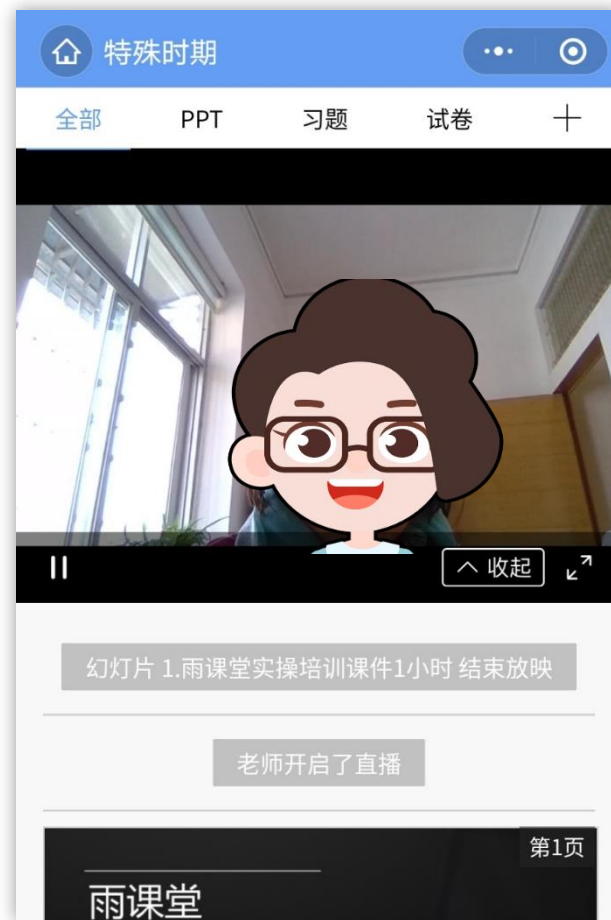 特殊时期
全部 PPT 习题 试卷
收起
幻灯片 1.雨课堂实操培训课件1小时 结束放映
老师开启了直播
第1页
雨课堂